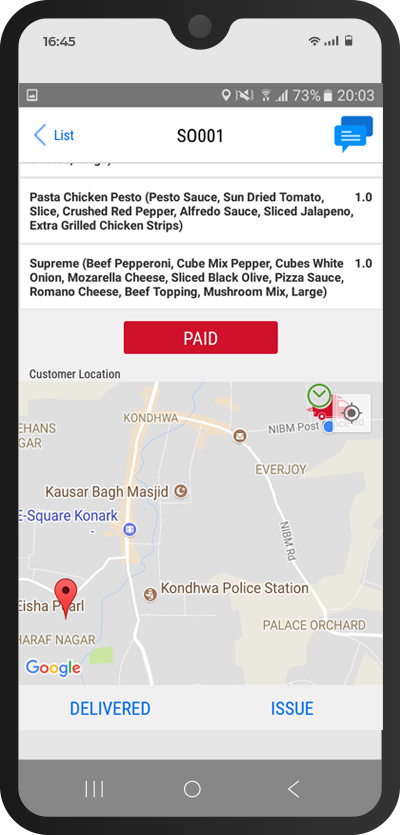 16:45
73% 20:03
List
SO001
Pasta Chicken Pesto (Pesto Sauce, Sun Dried Tomato, 1.0
Slice, Crushed Red Pepper, Alfredo Sauce, Sliced Jalapeno,
Extra Grilled Chicken Strips)
Supreme (Beef Pepperoni, Cube Mix Pepper, Cubes White 1.0
Onion, Mozarella Cheese, Sliced Black Olive, Pizza Sauce,
Romano Cheese, Beef Topping, Mushroom Mix, Large)
PAID
Customer Location
KONDHWA
NIBM Post Rd
EHANS
GAR
EVERJOY
Kausar Bagh Masjid
E-Square Konark
NIBM Rd
Kondhwa Police Station
Eisha Pearl
PALACE ORCHARD
HARAF NAGAR
Google
DELIVERED
ISSUE